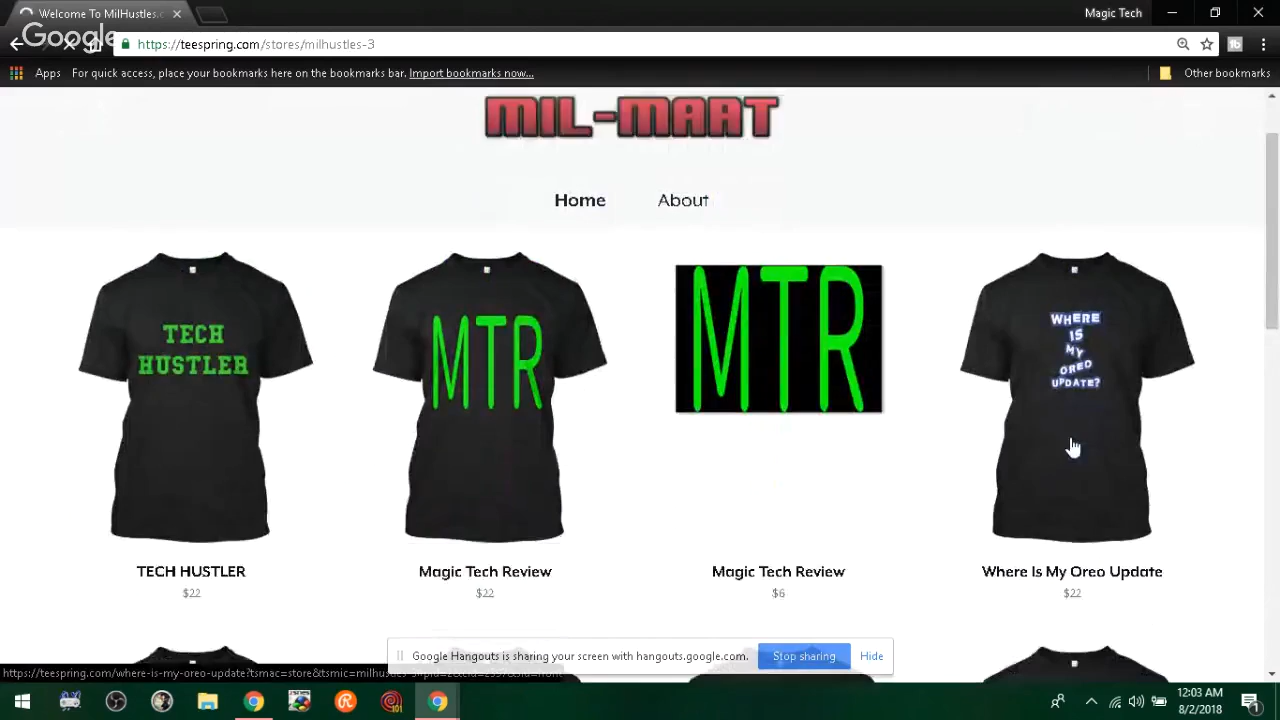 Welcome To MilHustles.c
Magic Tech
Google
https://teespring.com/stores/milhustles-3
Apps
For quick access, place your bookmarks here on the bookmarks bar. Import bookmarks now...
Other bookmarks
MIL-MART
Home
About
TECH
HUSTLER
MTR
MTR
WHERE
IS
MY
OREO
UPDATE?
TECH HUSTLER
Magic Tech Review
Magic Tech Review
Where Is My Oreo Update
$22
$22
$6
$22
Google Hangouts is sharing your screen with hangouts.google.com.
Stop sharing
Hide
https://teespring.com/where-is-my-oreo-update?tsmac=store&tsmic=milhustles
12:03 AM
8/2/2018